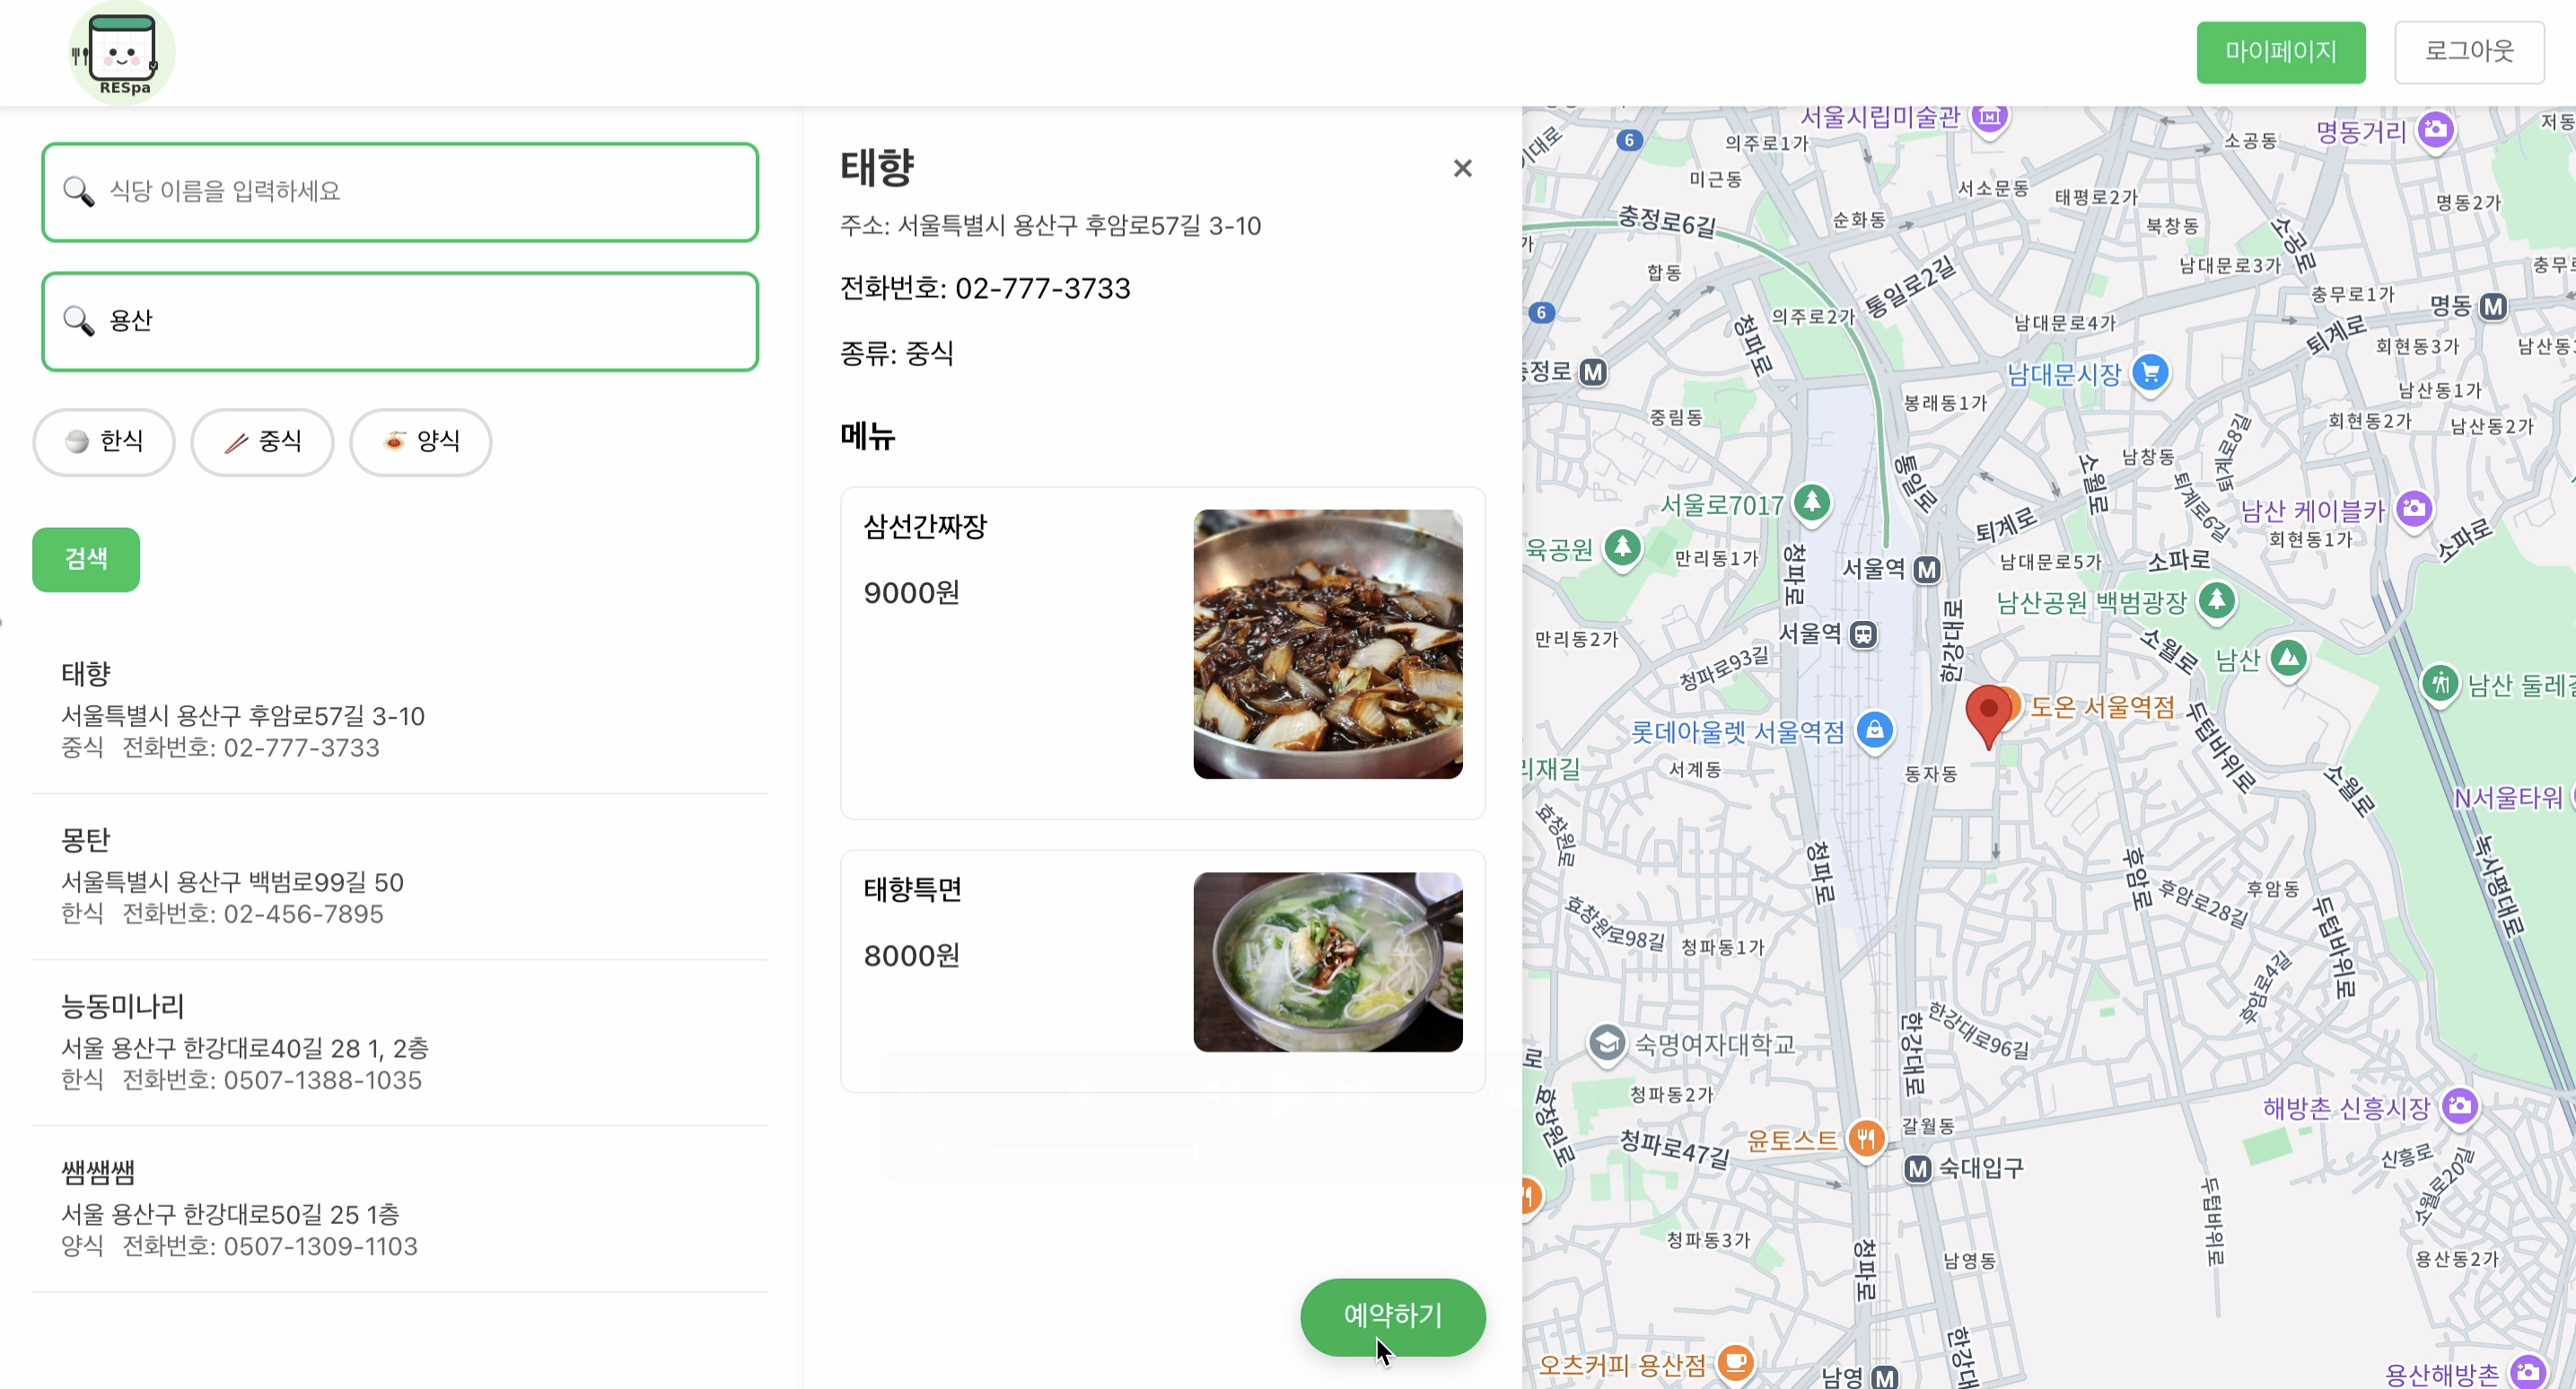 RESpa
마이페이지
로그아웃
식당 이름을 입력하세요
용산
한식
중식
양식
검색
태향
서울특별시 용산구 후암로57길 3-10
중식 전화번호: 02-777-3733
몽탄
서울특별시 용산구 백범로99길 50
한식 전화번호: 02-456-7895
능동미나리
서울 용산구 한강대로40길 28 1, 2층
한식 전화번호: 0507-1388-1035
쌤쌤쌤
서울 용산구 한강대로50길 25 1층
양식 전화번호: 0507-1309-1103
태향
×
주소: 서울특별시 용산구 후암로57길 3-10
전화번호: 02-777-3733
종류: 중식
메뉴
삼선간짜장
9000원
태향특면
8000원
예약하기
서울시립미술관
명동거리
6
의주로1가
소공동
미근동
서소문동
태평로2가
명동2가
충정로6길
순화동
북창동
소공로
합동
통일로2길
남대문로3가
6
의주로2가
충무로1가
명동
남대문로4가
퇴계로
회현동3가
청파로
남대문시장
남산동1가
봉래동1가
중림동
회현동2가
남산동2가
남창동
퇴계로8길
통일로
소월로
서울로7017
퇴계로
퇴계로6길
남산 케이블카
회현동1가
소파로
만리동1가
청파로
서울역
남대문로5가
소파로
남산공원 백범광장
만리동2가
서울역
한강대로
소월로
남산
청파로93길
도온 서울역점
두텁바위로
롯데아울렛 서울역점
서계동
동자동
소월로
N서울타워
효창원로
청파로
후암로
후암로28길
후암동
녹사평대로
효창원로98길
청파동1가
두텁바위로
후암로4길
한강대로
한강대로96길
숙명여자대학교
청파동2가
효창원로
해방촌 신흥시장
갈월동
윤토스트
청파로47길
숙대입구
신흥로
소월로20길
두텁바위로
청파동3가
청파로
남영동
용산동2가
한강대
오츠커피 용산점
남영
용산해방촌